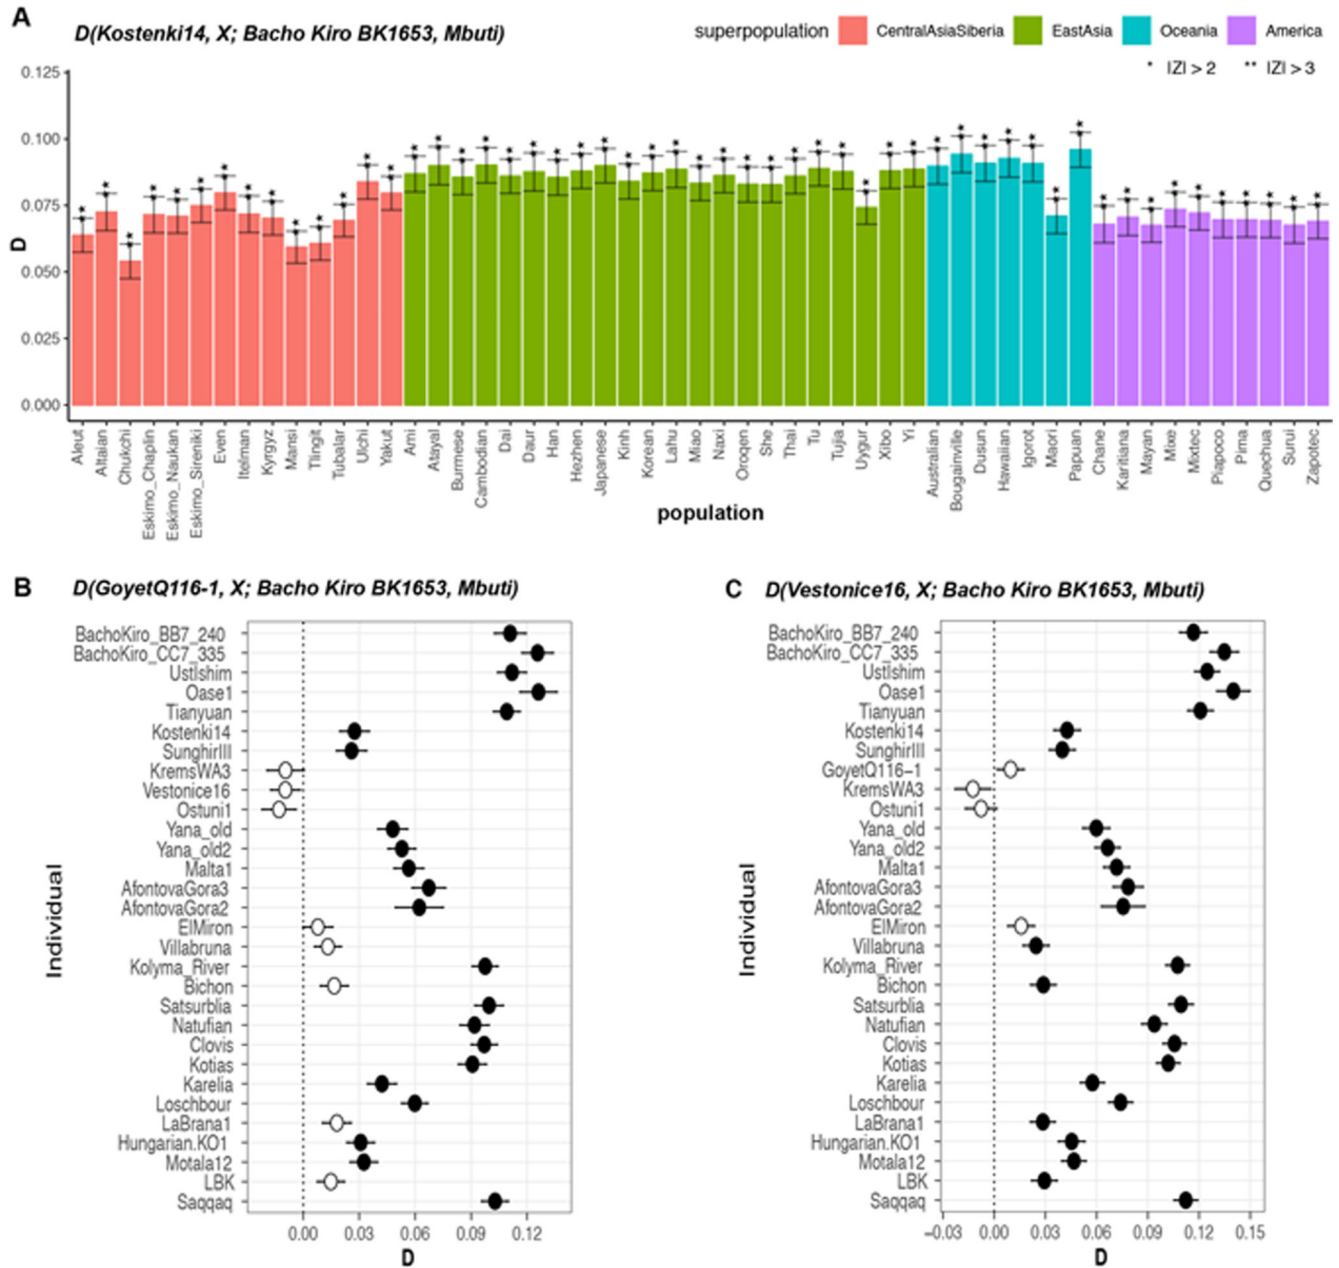 A
D(Kostenki14, X; Bacho Kiro BK1653, Mbuti)
superpopulation CentralAsiaSiberia EastAsia Oceania America
* |Z| > 2 ** |Z| > 3
0.125
0.100
0.075
0.050
0.025
0.000
D
Aleut
Altaian
Chukchi
Eskimo_Chaplin
Eskimo_Naukan
Eskimo_Sireniki
Even
Itelman
Kyrgyz
Mansi
Tlingit
Tubalar
Ulchi
Yakut
Ami
Atayal
Burmese
Cambodian
Dai
Daur
Han
Hezhen
Japanese
Kinh
Korean
Lahu
Miao
Naxi
Oroqen
She
Thai
Tu
Tujia
Uygur
Xibo
Yi
Australian
Bougainville
Dusun
Hawaiian
Igorot
Maori
Papuan
Chane
Karitiana
Mayan
Mixe
Mixtec
Piapoco
Pima
Quechua
Surui
Zapotec
population
B
D(GoyetQ116-1, X; Bacho Kiro BK1653, Mbuti)
BachoKiro_BB7_240
BachoKiro_CC7_335
UstIshim
Oase1
Tianyuan
Kostenki14
SunghirIII
KremsWA3
Vestonice16
Ostuni1
Yana_old
Yana_old2
Malta1
AfontovaGora3
AfontovaGora2
ElMiron
Villabruna
Kolyma_River
Bichon
Satsurblia
Natufian
Clovis
Kotias
Karelia
Loschbour
LaBrana1
Hungarian.KO1
Motala12
LBK
Saqqaq
Individual
0.00 0.03 0.06 0.09 0.12
D
C
D(Vestonice16, X; Bacho Kiro BK1653, Mbuti)
BachoKiro_BB7_240
BachoKiro_CC7_335
UstIshim
Oase1
Tianyuan
Kostenki14
SunghirIII
GoyetQ116-1
KremsWA3
Ostuni1
Yana_old
Yana_old2
Malta1
AfontovaGora3
AfontovaGora2
ElMiron
Villabruna
Kolyma_River
Bichon
Satsurblia
Natufian
Clovis
Kotias
Karelia
Loschbour
LaBrana1
Hungarian.KO1
Motala12
LBK
Saqqaq
Individual
-0.03 0.00 0.03 0.06 0.09 0.12 0.15
D